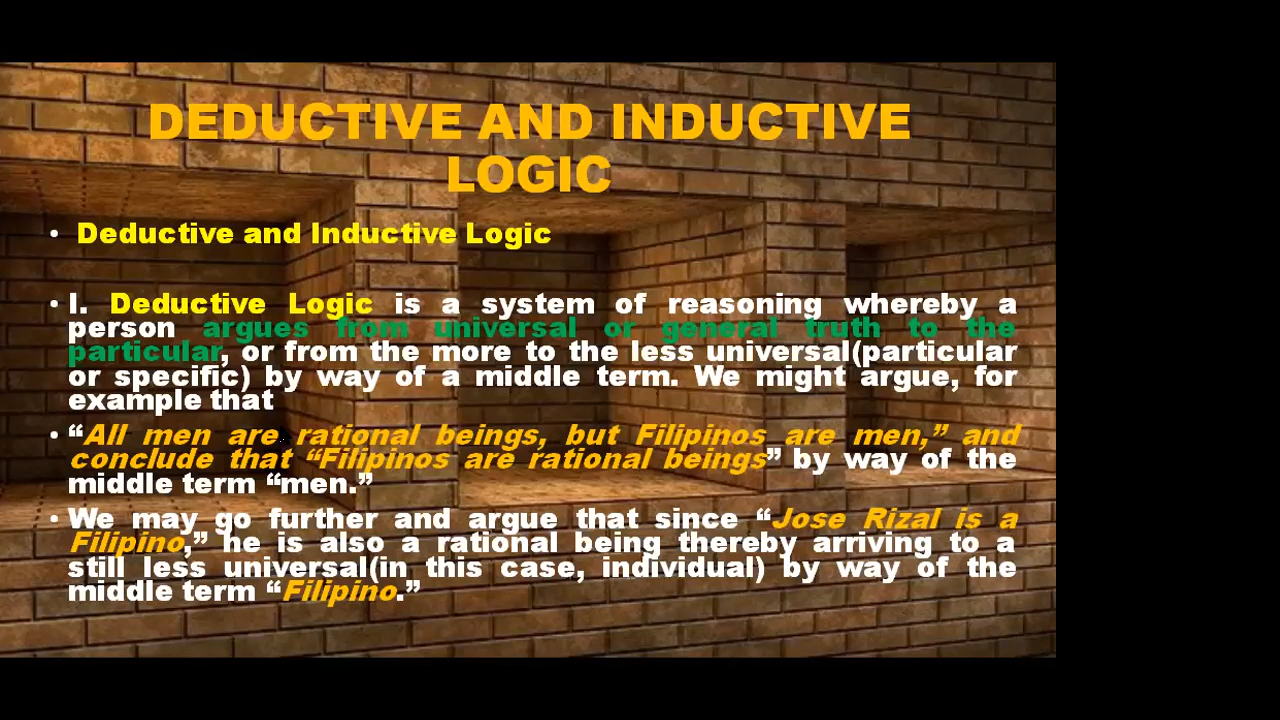 DEDUCTIVE AND INDUCTIVE
LOGIC
• Deductive and Inductive Logic
• I. Deductive Logic is a system of reasoning whereby a
person argues from universal or general truth to the
particular, or from the more to the less universal(particular
or specific) by way of a middle term. We might argue, for
example that
• “All men are rational beings, but Filipinos are men,” and
conclude that “Filipinos are rational beings” by way of the
middle term “men.”
• We may go further and argue that since “Jose Rizal is a
Filipino,” he is also a rational being thereby arriving to a
still less universal(in this case, individual) by way of the
middle term “Filipino.”